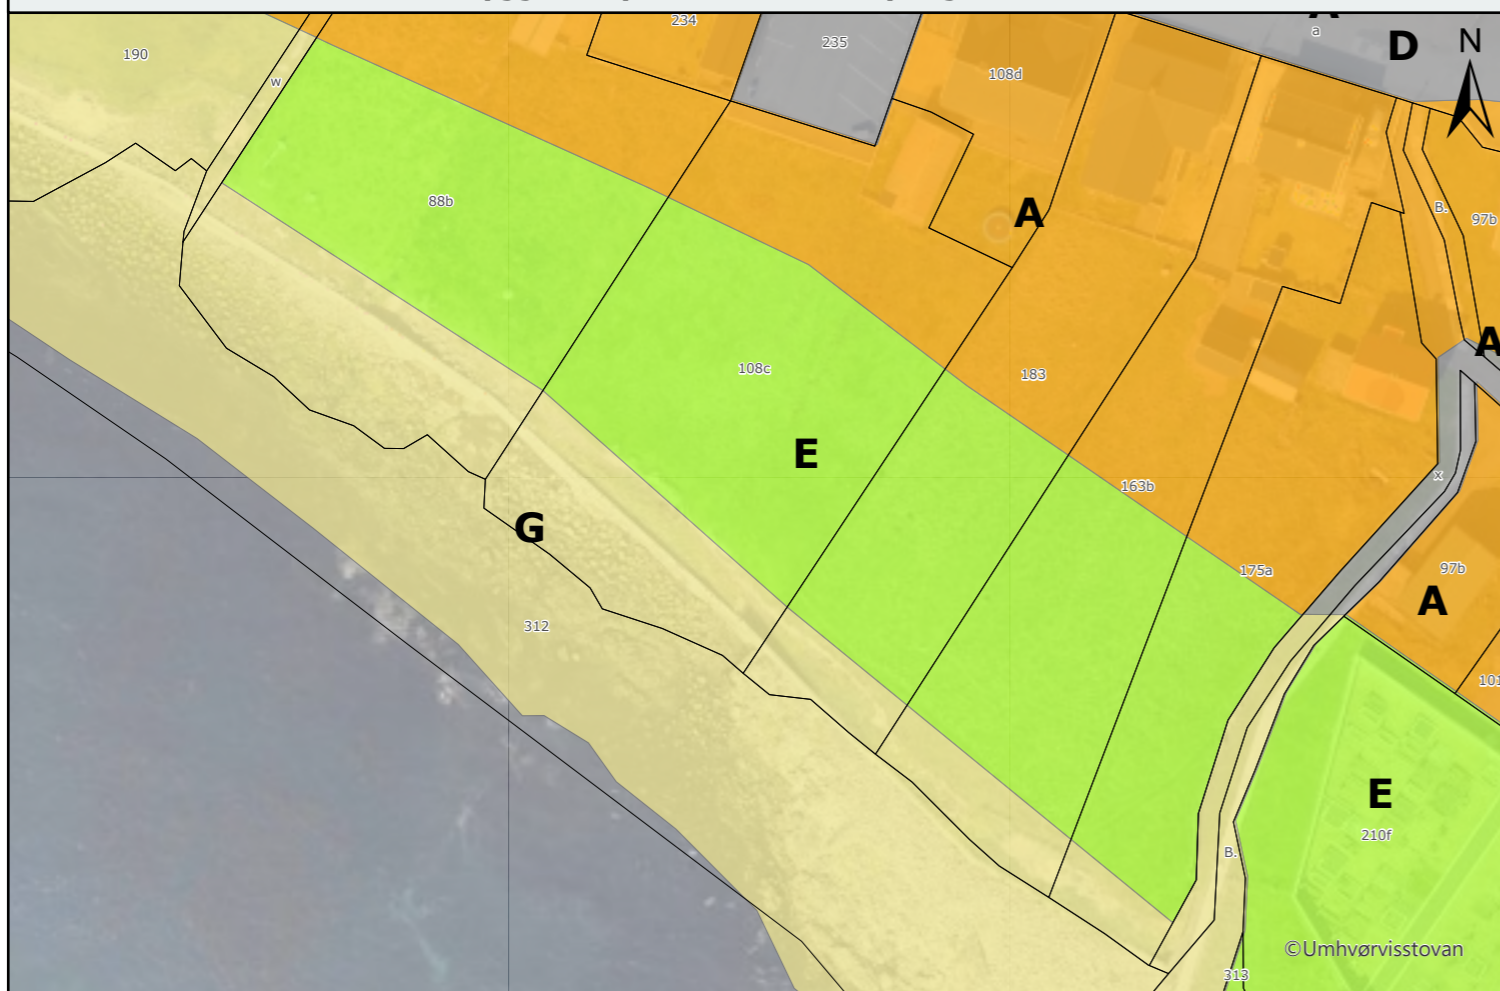 234
235
a
D
N
190
w
108d
88b
A
B.
97b
A
108c
183
E
x
163b
G
175a
97b
A
312
101
E
210f
B.
©Umhvørvisstovan
313